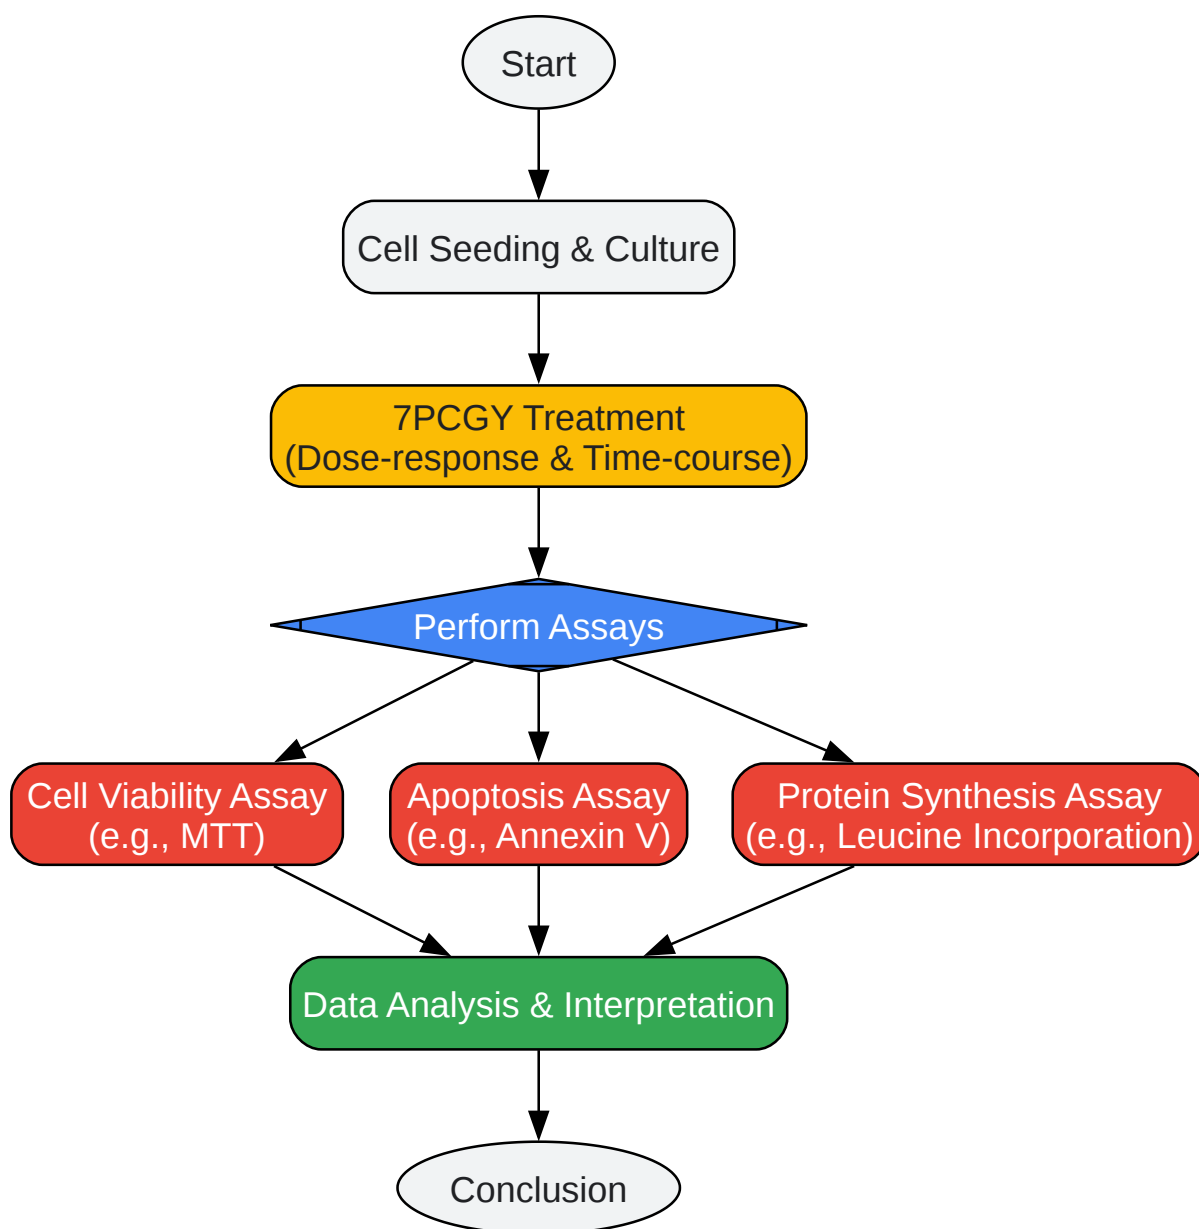 Start
Cell Seeding & Culture
7PCGY Treatment
(Dose-response & Time-course)
Perform Assays
Cell Viability Assay
(e.g., MTT)
Apoptosis Assay
(e.g., Annexin V)
Protein Synthesis Assay
(e.g., Leucine Incorporation)
Data Analysis & Interpretation
Conclusion